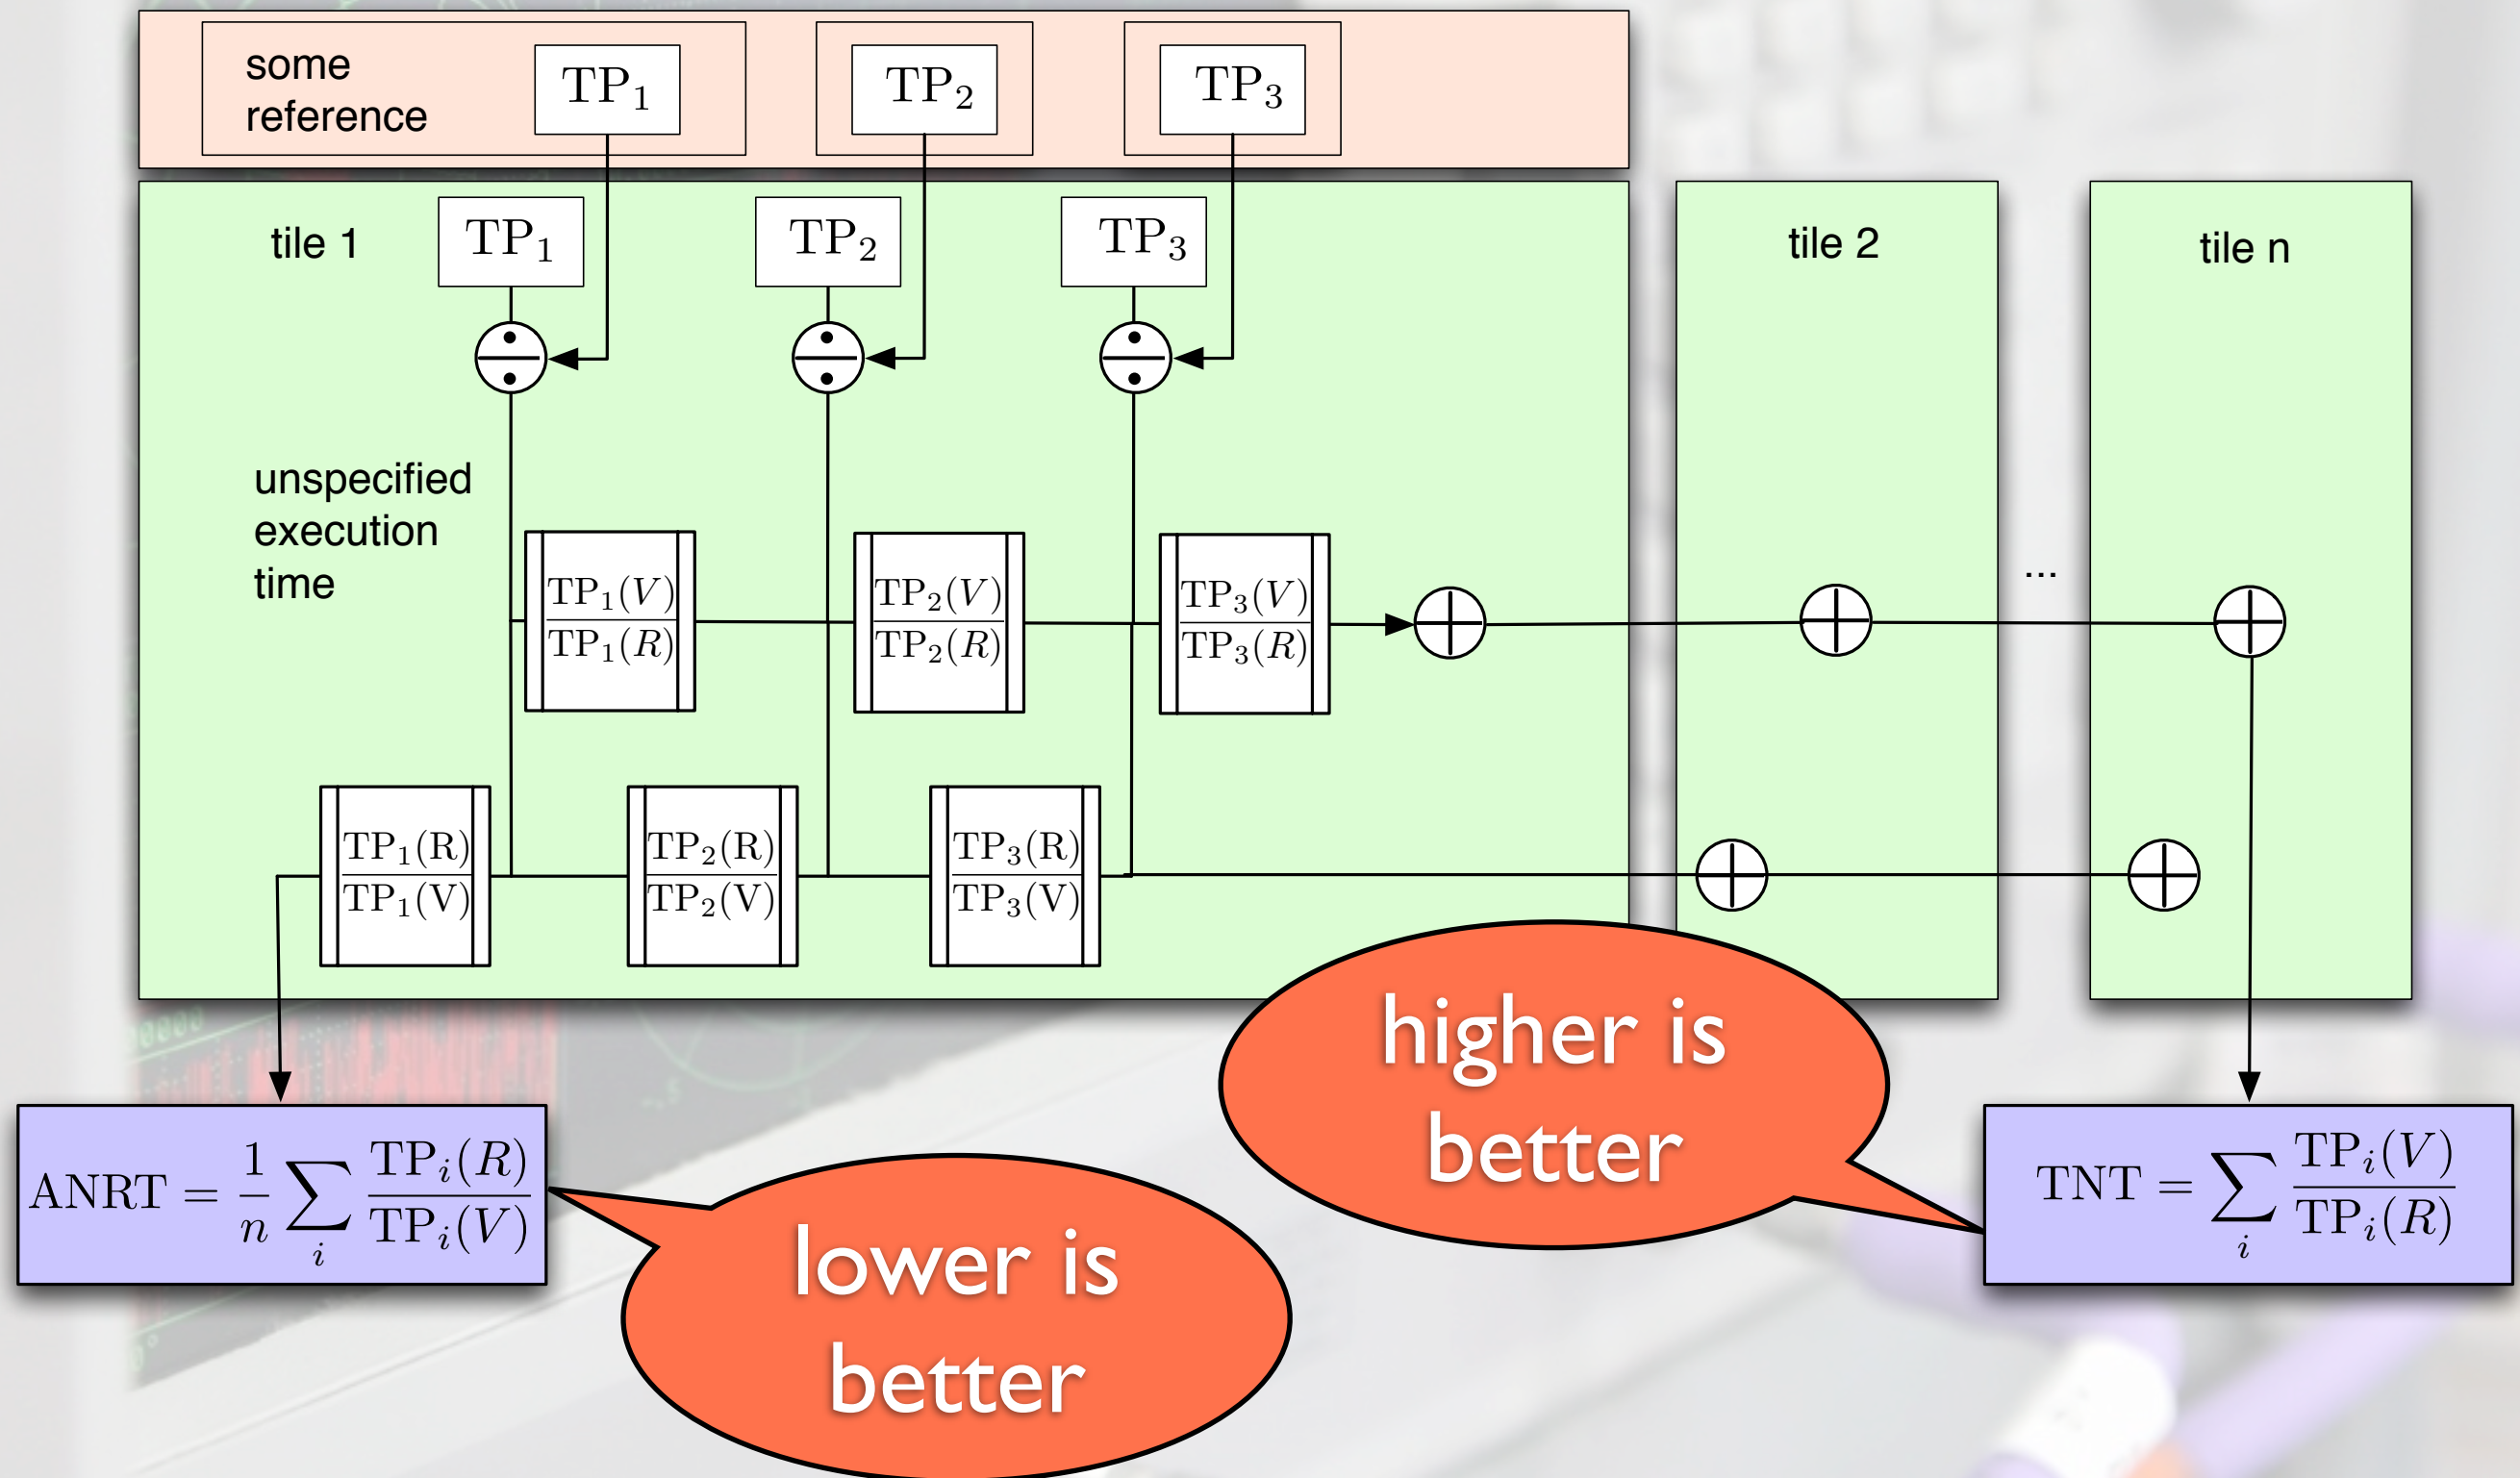 some
reference
TP₁
TP₂
TP₃
tile 1
TP₁
TP₂
TP₃
tile 2
tile n
unspecified
execution
time
TP₁(V)
TP₁(R)
TP₂(V)
TP₂(R)
TP₃(V)
TP₃(R)
...
TP₁(R)
TP₁(V)
TP₂(R)
TP₂(V)
TP₃(R)
TP₃(V)
higher is
better
ANRT = 1/n ∑ᵢ TPᵢ(R)/TPᵢ(V)
TNT = ∑ᵢ TPᵢ(V)/TPᵢ(R)
lower is
better